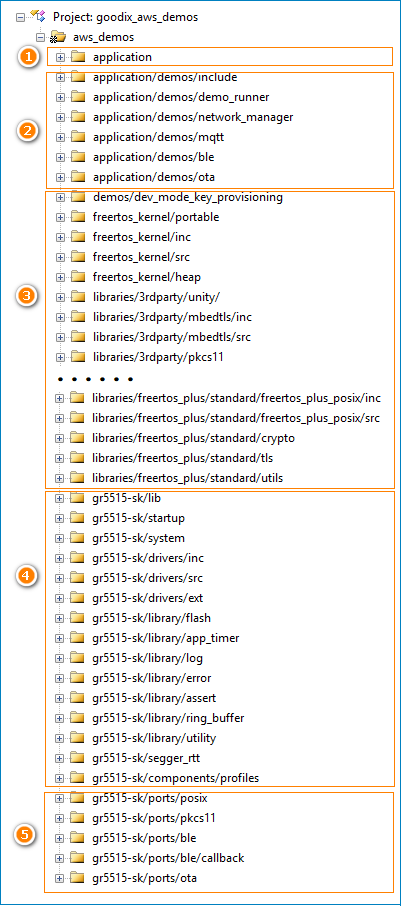 Project: goodix_aws_demos
aws_demos
1 application
application/demos/include
application/demos/demo_runner
application/demos/network_manager
2 application/demos/mqtt
application/demos/ble
application/demos/ota
demos/dev_mode_key_provisioning
freertos_kernel/portable
freertos_kernel/inc
freertos_kernel/src
freertos_kernel/heap
3 libraries/3rdparty/unity/
libraries/3rdparty/mbedtls/inc
libraries/3rdparty/mbedtls/src
libraries/3rdparty/pkcs11
• • • • • •
libraries/freertos_plus/standard/freertos_plus_posix/inc
libraries/freertos_plus/standard/freertos_plus_posix/src
libraries/freertos_plus/standard/crypto
libraries/freertos_plus/standard/tls
libraries/freertos_plus/standard/utils
gr5515-sk/lib
gr5515-sk/startup
gr5515-sk/system
gr5515-sk/drivers/inc
4 gr5515-sk/drivers/src
gr5515-sk/drivers/ext
gr5515-sk/library/flash
gr5515-sk/library/app_timer
gr5515-sk/library/log
gr5515-sk/library/error
gr5515-sk/library/assert
gr5515-sk/library/ring_buffer
gr5515-sk/library/utility
gr5515-sk/segger_rtt
gr5515-sk/components/profiles
gr5515-sk/ports/posix
gr5515-sk/ports/pkcs11
5 gr5515-sk/ports/ble
gr5515-sk/ports/ble/callback
gr5515-sk/ports/ota